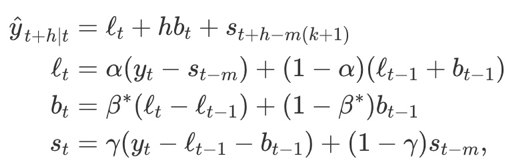 ŷ_{t+h|t} = ℓ_t + hb_t + s_{t+h−m(k+1)}
ℓ_t = α(y_t − s_{t−m}) + (1 − α)(ℓ_{t−1} + b_{t−1})
b_t = β*(ℓ_t − ℓ_{t−1}) + (1 − β*)b_{t−1}
s_t = γ(y_t − ℓ_{t−1} − b_{t−1}) + (1 − γ)s_{t−m},